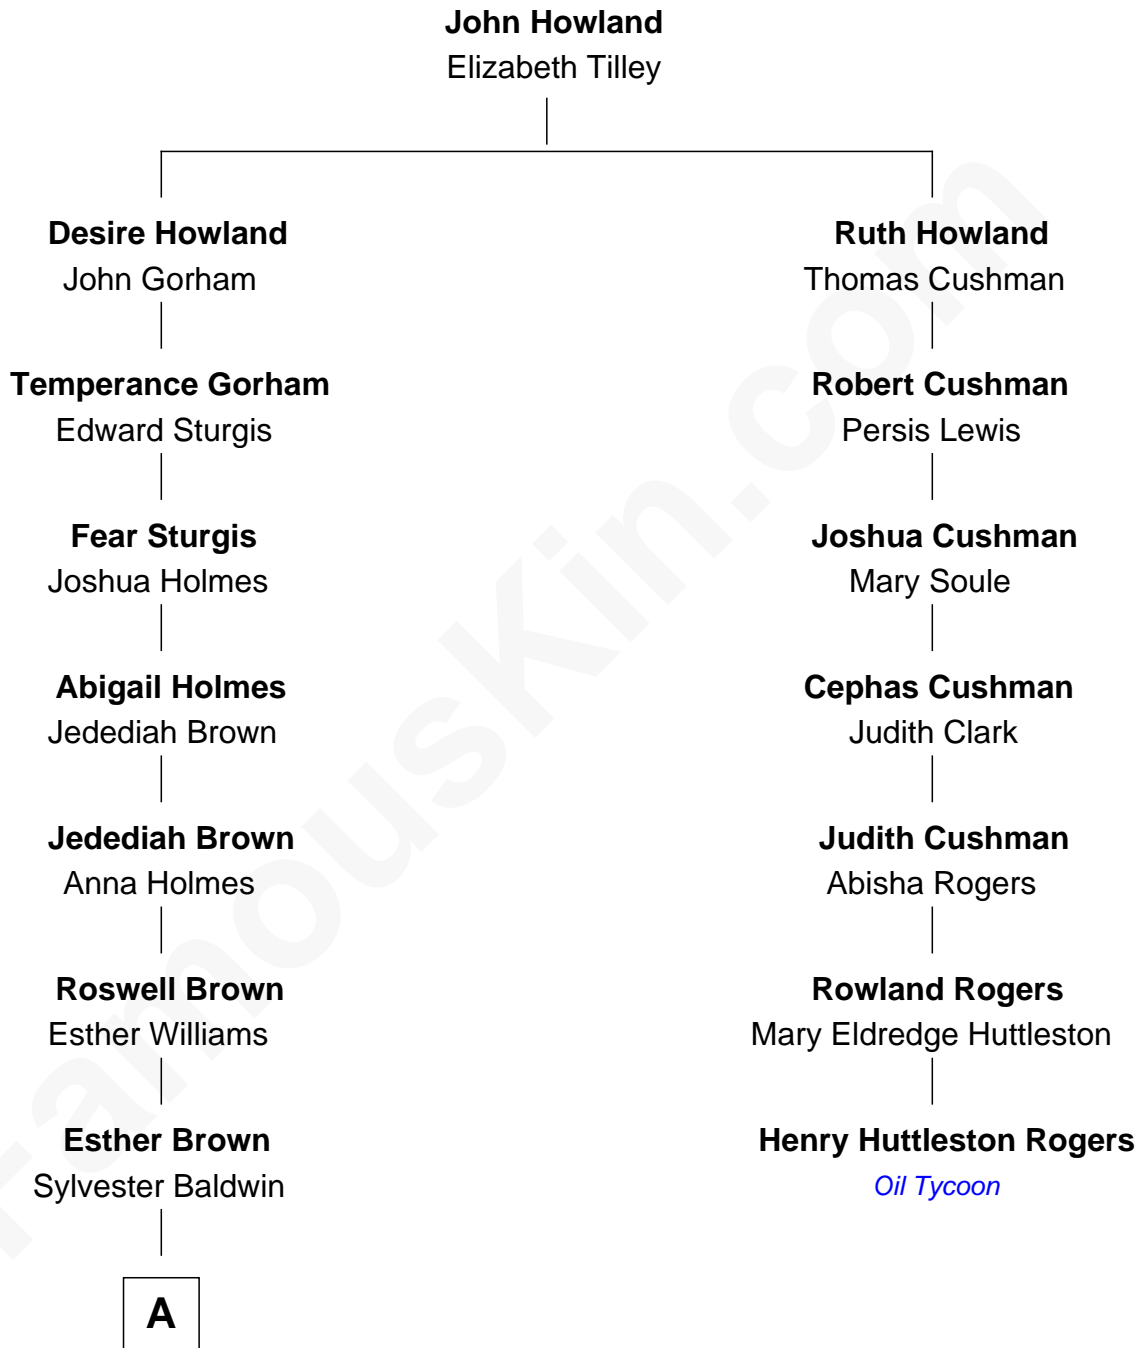 John Howland
Elizabeth Tilley
Desire Howland
John Gorham
Temperance Gorham
Edward Sturgis
Fear Sturgis
Joshua Holmes
Abigail Holmes
Jedediah Brown
Jedediah Brown
Anna Holmes
Roswell Brown
Esther Williams
Esther Brown
Sylvester Baldwin
A
Ruth Howland
Thomas Cushman
Robert Cushman
Persis Lewis
Joshua Cushman
Mary Soule
Cephas Cushman
Judith Clark
Judith Cushman
Abisha Rogers
Rowland Rogers
Mary Eldredge Huttleston
Henry Huttleston Rogers
Oil Tycoon
FamousKin.com